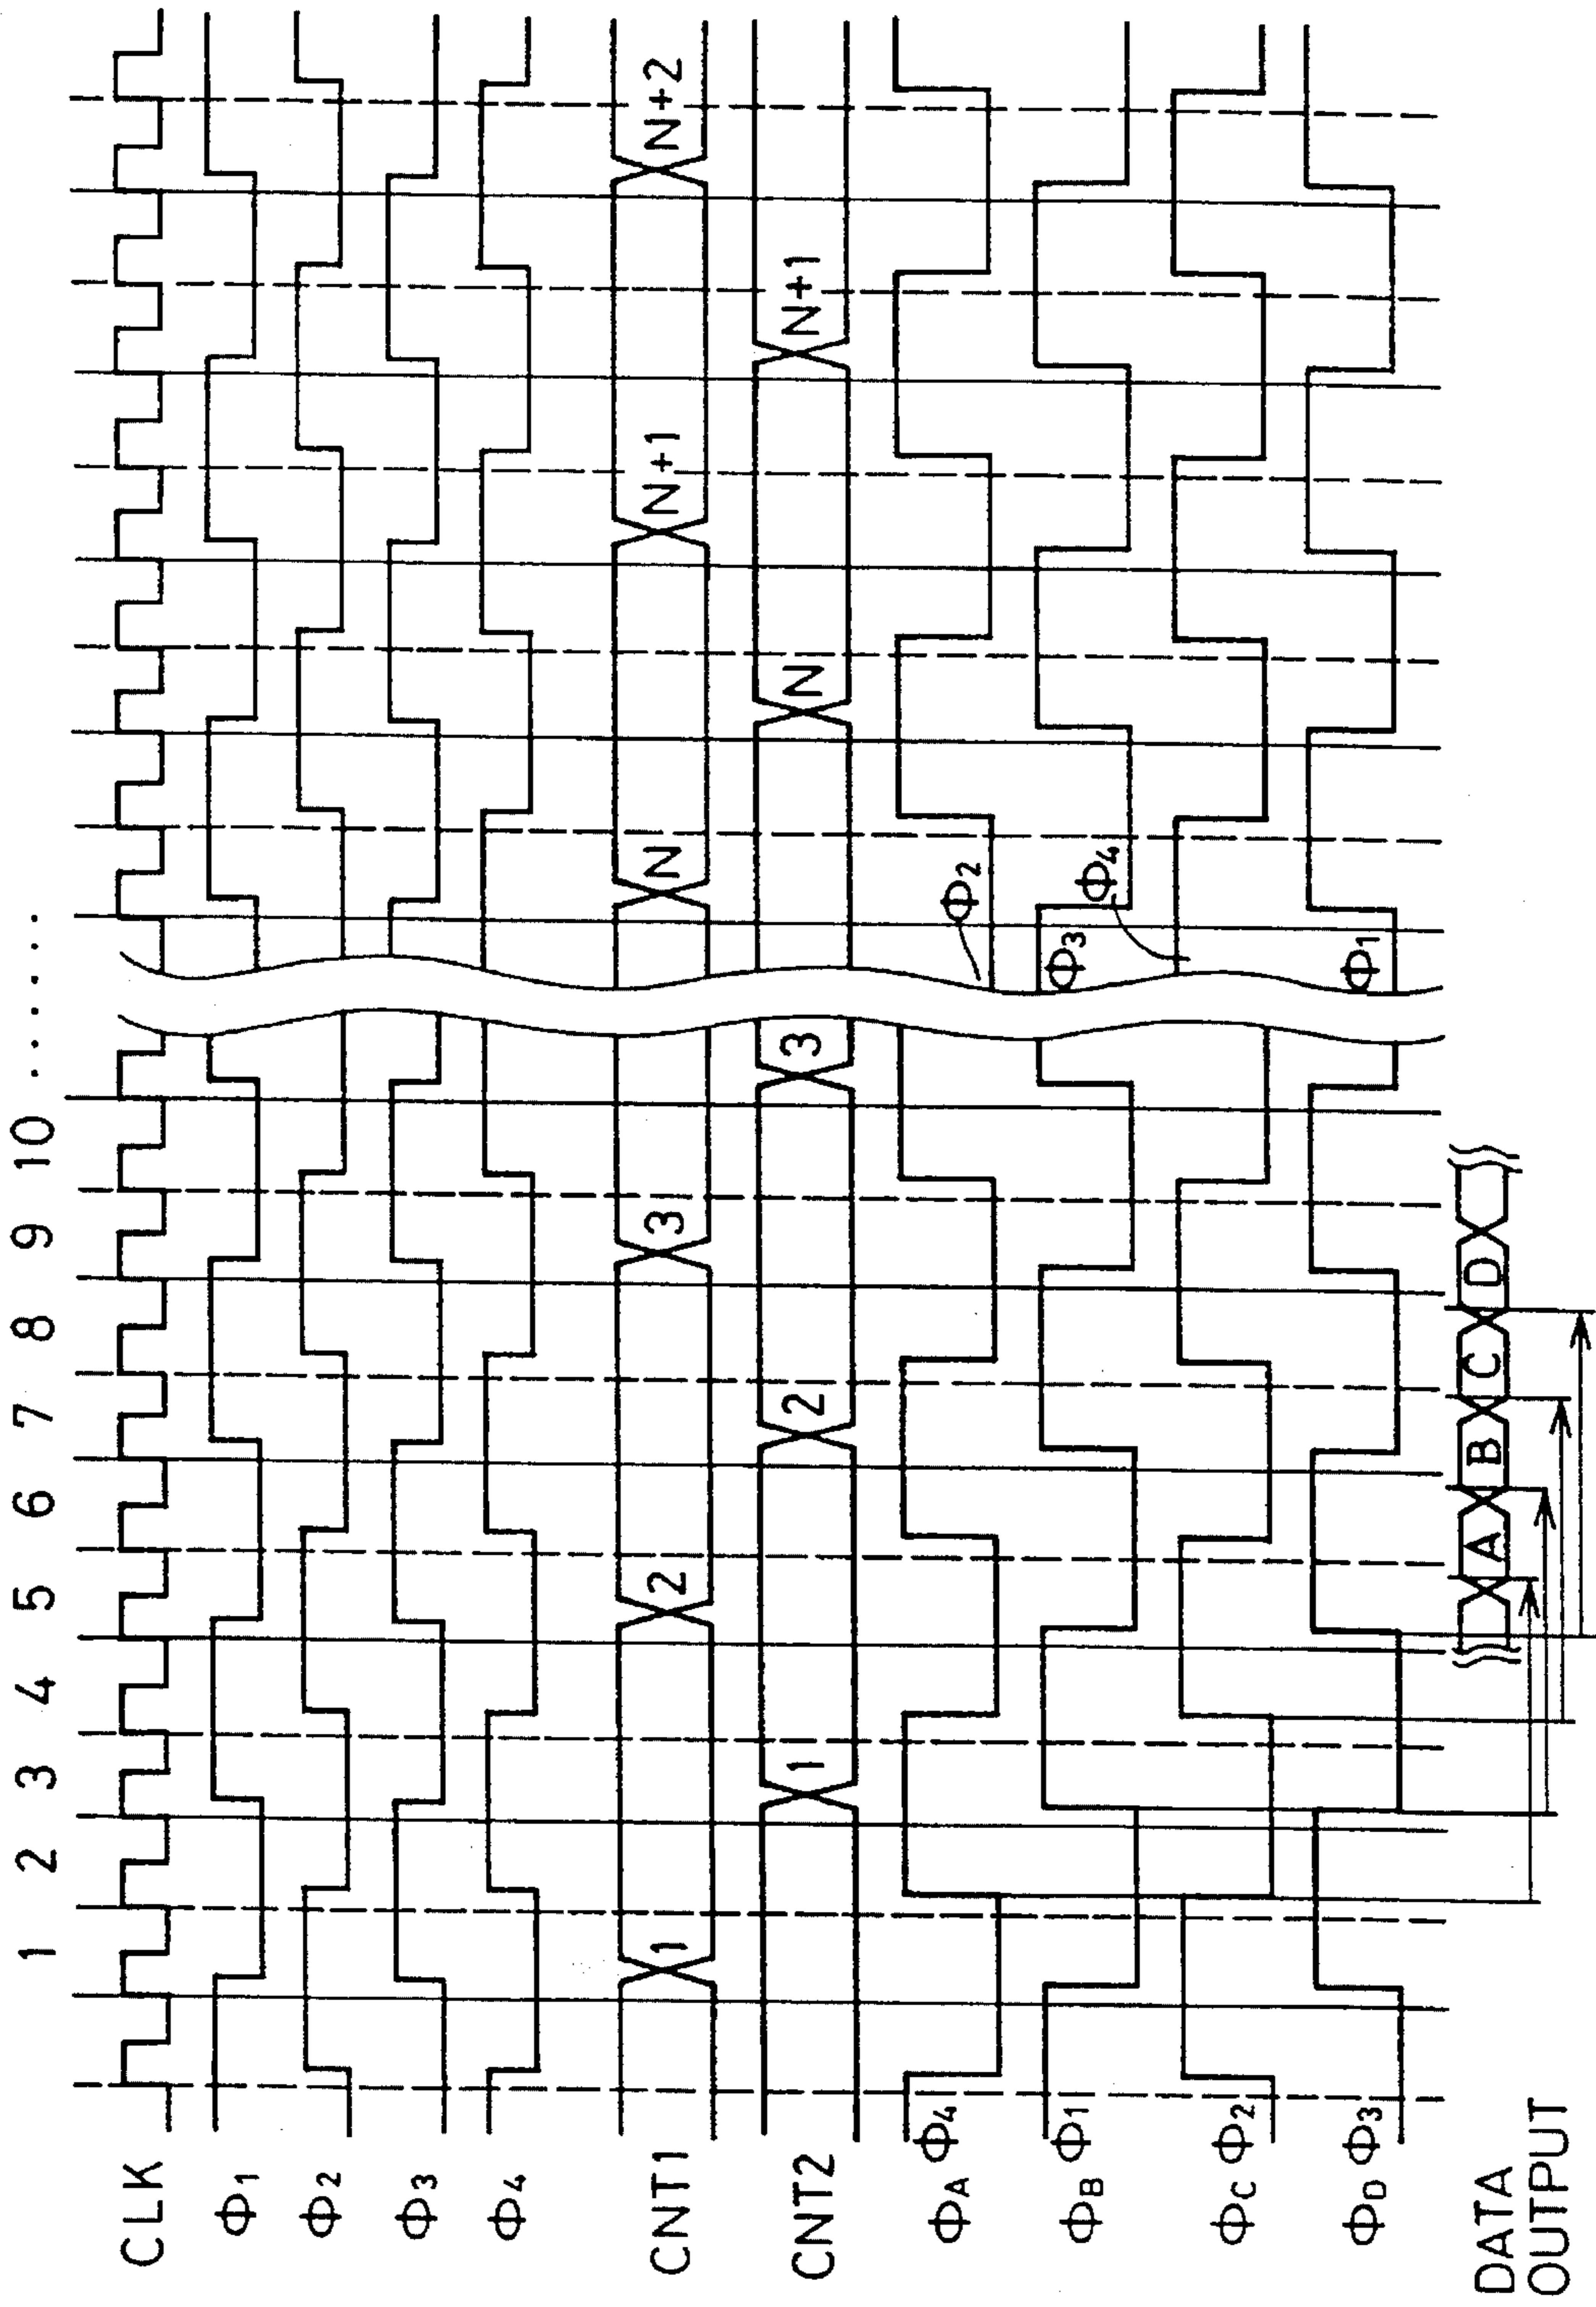 1 2 3 4 5 6 7 8 9 10 ......
CLK
Φ1
Φ2
Φ3
Φ4
CNT1 1 2 3 N N+1 N+2
CNT2 1 2 3 N N+1
ΦA Φ4 Φ2
ΦB Φ1 Φ3
ΦC Φ2 Φ4
ΦD Φ3 Φ1
DATA OUTPUT A B C D